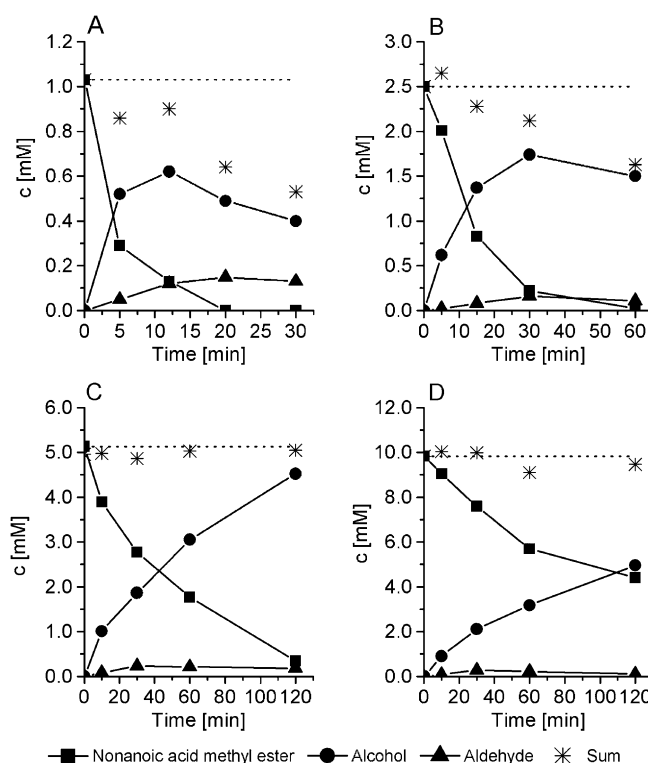 A
c [mM]
1.2
1.0
0.8
0.6
0.4
0.2
0.0
0 5 10 15 20 25 30
Time [min]
B
c [mM]
3.0
2.5
2.0
1.5
1.0
0.5
0.0
0 10 20 30 40 50 60
Time [min]
C
c [mM]
6.0
5.0
4.0
3.0
2.0
1.0
0.0
0 20 40 60 80 100 120
Time [min]
D
c [mM]
12.0
10.0
8.0
6.0
4.0
2.0
0.0
0 20 40 60 80 100 120
Time [min]
Nonanoic acid methyl ester Alcohol Aldehyde Sum